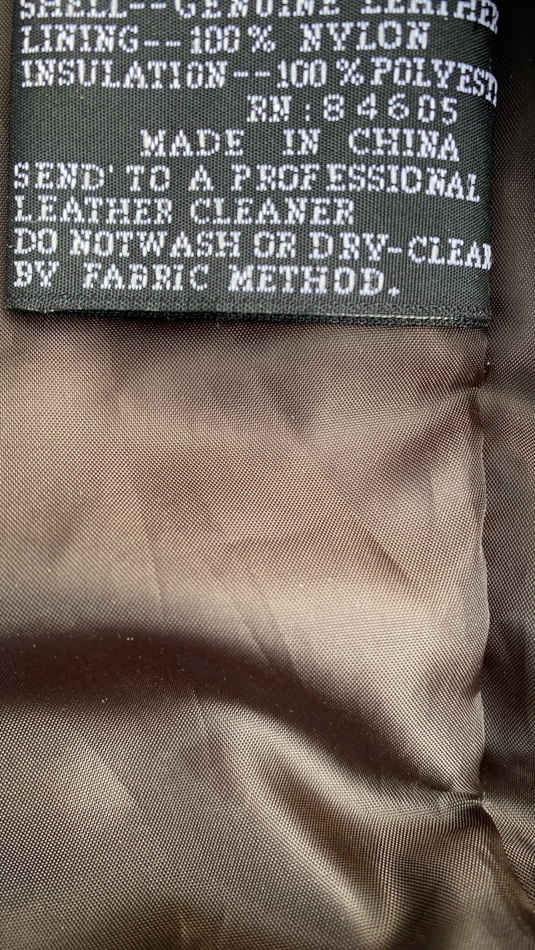 SHELL--GENUINE LEATHER
LINING--100% NYLON
INSULATION--100%POLYEST
RN:84605
MADE IN CHINA
SEND' TO A PROFESSIONAL
LEATHER CLEANER
DO NOTWASH OR DRY-CLEAN
BY FABRIC METHOD.